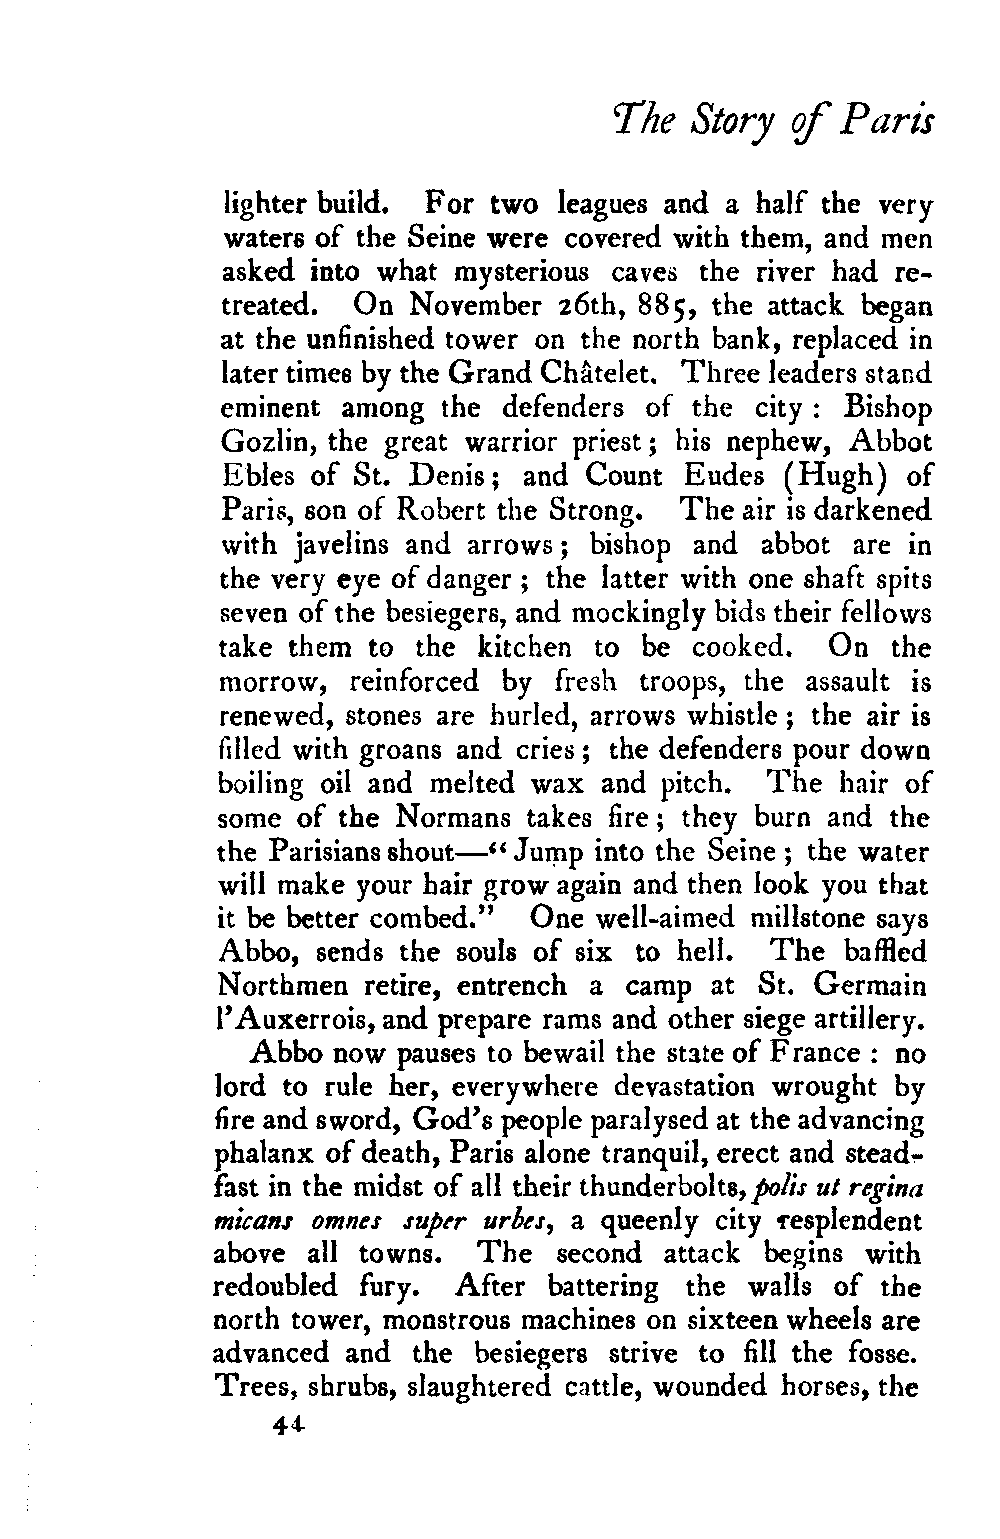 The Story of Paris
lighter build. For two leagues and a half the very
waters of the Seine were covered with them, and men
asked into what mysterious caves the river had re-
treated. On November 26th, 885, the attack began
at the unfinished tower on the north bank, replaced in
later times by the Grand Châtelet. Three leaders stand
eminent among the defenders of the city : Bishop
Gozlin, the great warrior priest ; his nephew, Abbot
Ebles of St. Denis ; and Count Eudes (Hugh) of
Paris, son of Robert the Strong. The air is darkened
with javelins and arrows ; bishop and abbot are in
the very eye of danger ; the latter with one shaft spits
seven of the besiegers, and mockingly bids their fellows
take them to the kitchen to be cooked. On the
morrow, reinforced by fresh troops, the assault is
renewed, stones are hurled, arrows whistle ; the air is
filled with groans and cries ; the defenders pour down
boiling oil and melted wax and pitch. The hair of
some of the Normans takes fire ; they burn and the
the Parisians shout—“ Jump into the Seine ; the water
will make your hair grow again and then look you that
it be better combed.” One well-aimed millstone says
Abbo, sends the souls of six to hell. The baffled
Northmen retire, entrench a camp at St. Germain
l’Auxerrois, and prepare rams and other siege artillery.
Abbo now pauses to bewail the state of France : no
lord to rule her, everywhere devastation wrought by
fire and sword, God’s people paralysed at the advancing
phalanx of death, Paris alone tranquil, erect and stead-
fast in the midst of all their thunderbolts, polis ut regina
micans omnes super urbes, a queenly city resplendent
above all towns. The second attack begins with
redoubled fury. After battering the walls of the
north tower, monstrous machines on sixteen wheels are
advanced and the besiegers strive to fill the fosse.
Trees, shrubs, slaughtered cattle, wounded horses, the
44